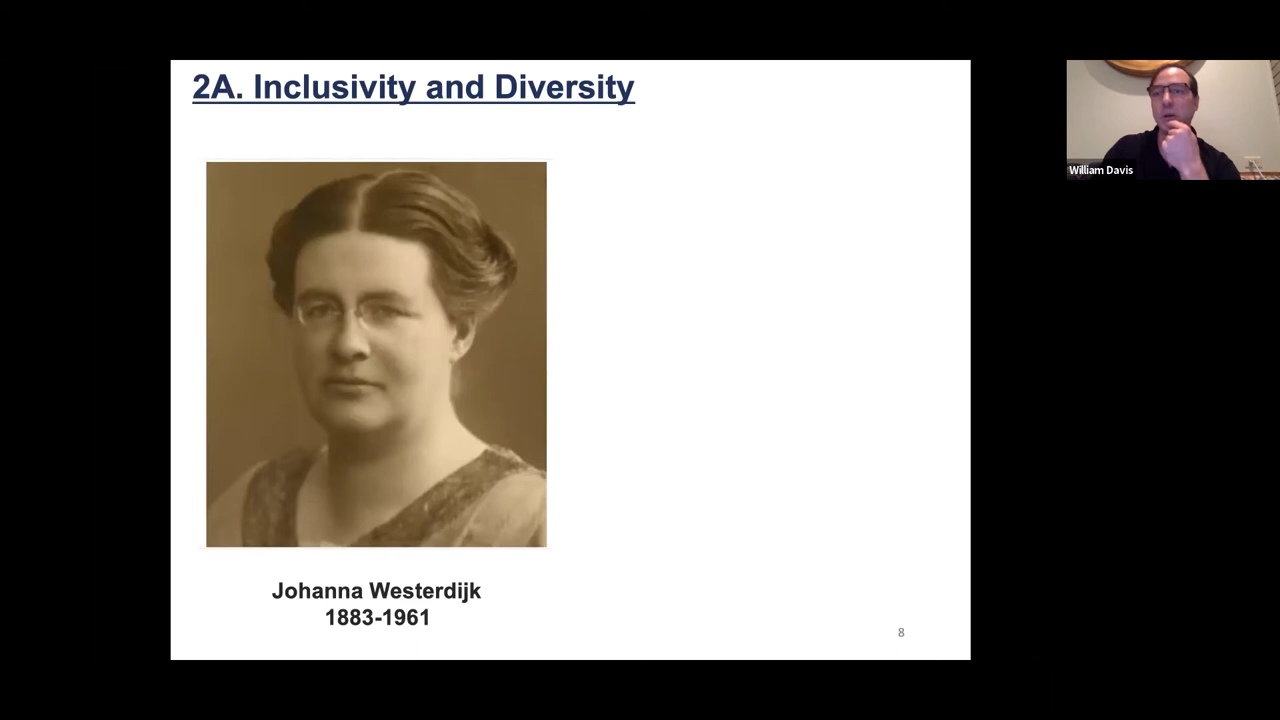 2A. Inclusivity and Diversity
William Davis
Johanna Westerdijk
1883-1961
8